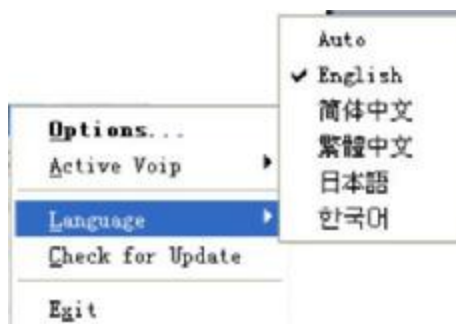 Options...
Active Voip
Language
Check for Update
Exit
Auto
English
简体中文
繁體中文
日本語
한국어